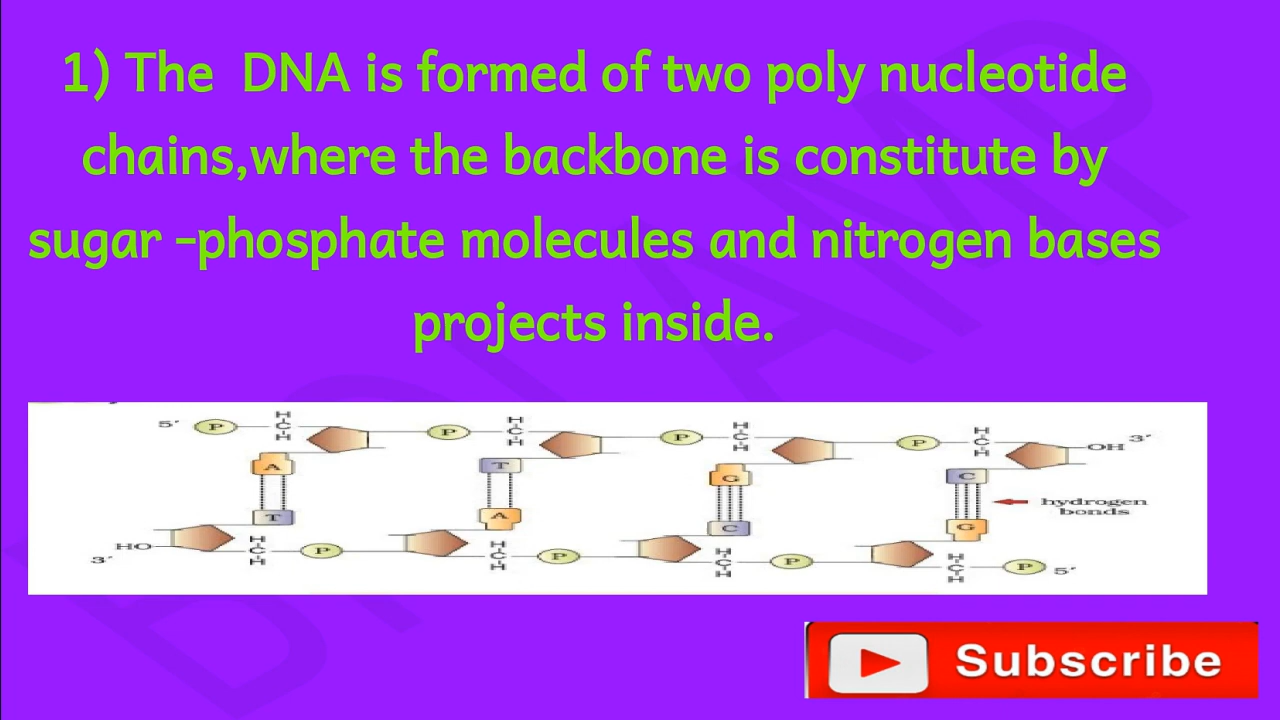 1) The DNA is formed of two poly nucleotide
chains,where the backbone is constitute by
sugar -phosphate molecules and nitrogen bases
projects inside.
5′ P H C H P H C H P H C H P H C H OH 3′
A T G C
hydrogen
bonds
T A C G
3′ HO H C H P H C H P H C H P H C H P 5′
Subscribe